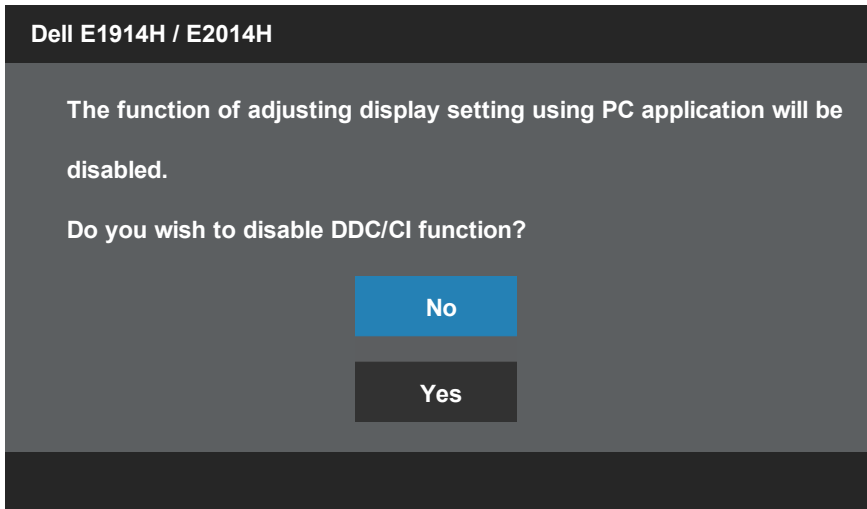 Dell E1914H / E2014H
The function of adjusting display setting using PC application will be
disabled.
Do you wish to disable DDC/CI function?
No
Yes